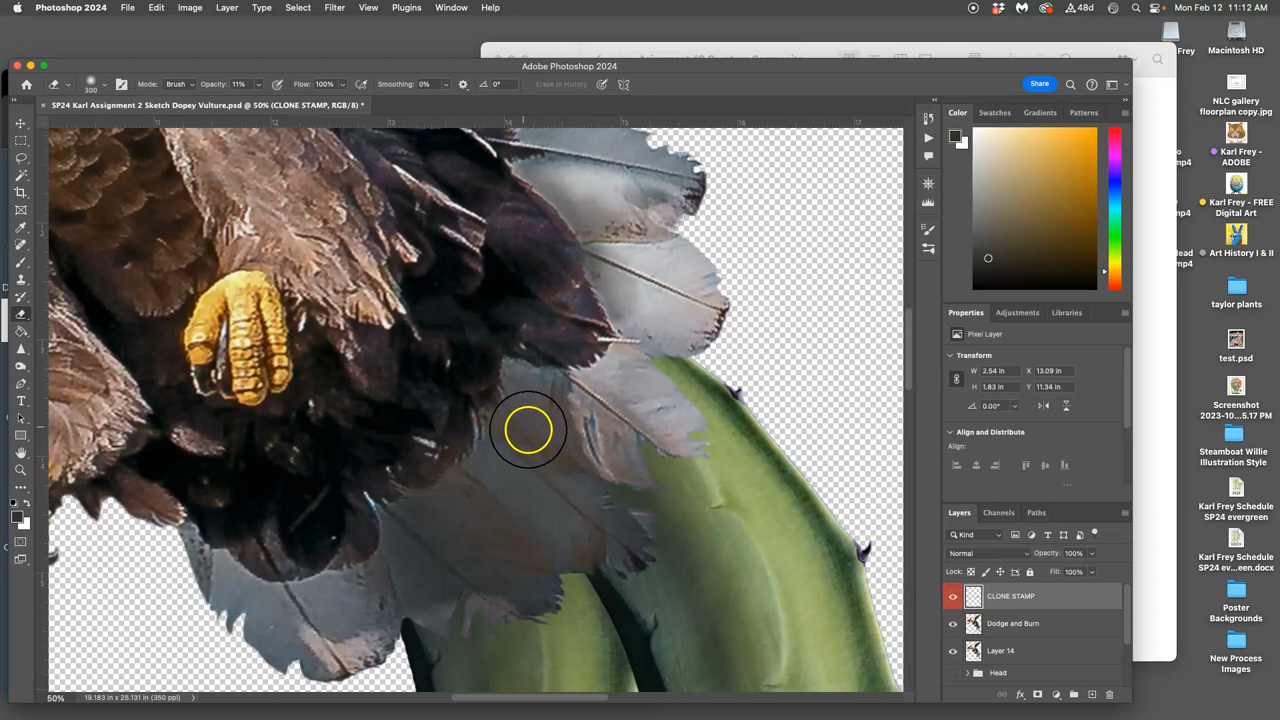 Photoshop 2024 File Edit Image Layer Type Select Filter View Plugins Window Help 48d Mon Feb 12 11:12 AM
Adobe Photoshop 2024
300 Mode: Brush Opacity: 11% Flow: 100% Smoothing: 0% 0° Erase to History Share
SP24 Karl Assignment 2 Sketch Dopey Vulture.psd @ 50% (CLONE STAMP, RGB/8) *
11 12 13 14 15 16 17
50% 19.183 in x 25.131 in (350 ppi)
Color Swatches Gradients Patterns
Properties Adjustments Libraries
Pixel Layer
Transform
W 2.54 in X 13.09 in
H 1.83 in Y 11.34 in
0.00°
Align and Distribute
Align:
Layers Channels Paths
Kind
Normal Opacity: 100%
Lock: Fill: 100%
CLONE STAMP
Dodge and Burn
Layer 14
Head
Frey
Macintosh HD
NLC gallery
floorplan copy.jpg
Karl Frey -
ADOBE
Karl Frey - FREE
Digital Art
Art History I & II
taylor plants
test.psd
Screenshot
2023-10...
Steamboat Willie
Illustration Style
Karl Frey Schedule
SP24 evergreen
Karl Frey Schedule
SP24 ev...een.docx
Poster
Backgrounds
New Process
Images